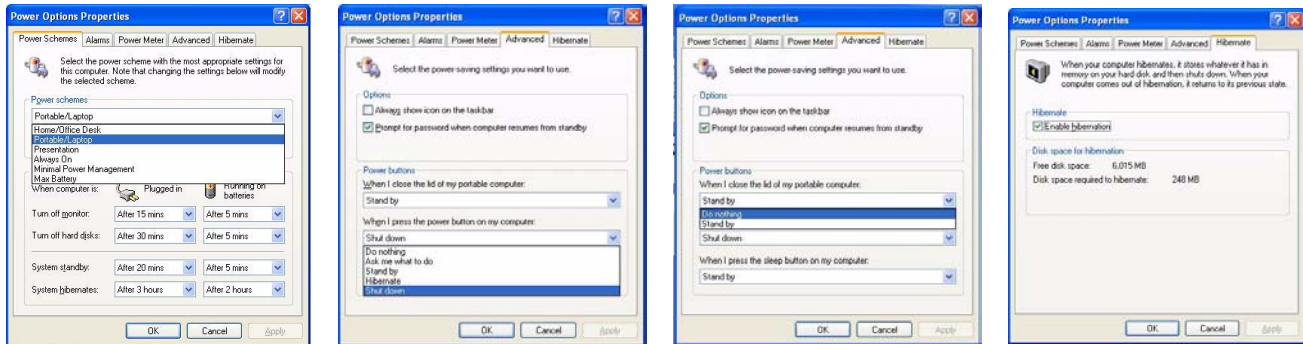 Power Options Properties
Power Schemes Alarms Power Meter Advanced Hibernate
Select the power scheme with the most appropriate settings for
this computer. Note that changing the settings below will modify
the selected scheme.
Power schemes
Portable/Laptop
Home/Office Desk
Portable/Laptop
Presentation
Always On
Minimal Power Management
Max Battery
When computer is: Plugged in Running on
batteries
Turn off monitor: After 15 mins After 5 mins
Turn off hard disks: After 30 mins After 5 mins
System standby: After 20 mins After 5 mins
System hibernates: After 3 hours After 2 hours
OK Cancel Apply
Power Options Properties
Power Schemes Alarms Power Meter Advanced Hibernate
Select the power-saving settings you want to use.
Options
Always show icon on the taskbar
Prompt for password when computer resumes from standby
Power buttons
When I close the lid of my portable computer:
Stand by
When I press the power button on my computer:
Shut down
Do nothing
Ask me what to do
Stand by
Hibernate
Shut down
OK Cancel Apply
Power Options Properties
Power Schemes Alarms Power Meter Advanced Hibernate
Select the power-saving settings you want to use.
Options
Always show icon on the taskbar
Prompt for password when computer resumes from standby
Power buttons
When I close the lid of my portable computer:
Stand by
Do nothing
Stand by
Shut down
When I press the sleep button on my computer:
Stand by
OK Cancel Apply
Power Options Properties
Power Schemes Alarms Power Meter Advanced Hibernate
When your computer hibernates, it stores whatever it has in
memory on your hard disk and then shuts down. When your
computer comes out of hibernation, it returns to its previous state.
Hibernate
Enable hibernation
Disk space for hibernation
Free disk space: 6,015 MB
Disk space required to hibernate: 248 MB
OK Cancel Apply